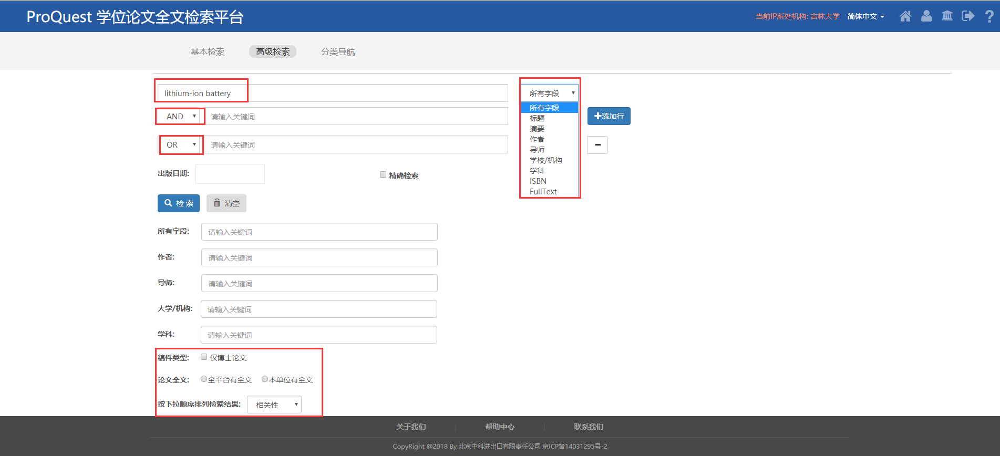 ProQuest 学位论文全文检索平台
当前IP所处机构: 吉林大学 简体中文
基本检索 高级检索 分类导航
lithium-ion battery 所有字段
AND 请输入关键词 添加行
OR 请输入关键词
所有字段
标题
摘要
作者
导师
学校/机构
学科
ISBN
FullText
出版日期: 精确检索
检 索 清空
所有字段: 请输入关键词
作者: 请输入关键词
导师: 请输入关键词
大学/机构: 请输入关键词
学科: 请输入关键词
稿件类型: 仅博士论文
论文全文: 全平台有全文 本单位有全文
按下拉顺序排列检索结果: 相关性
关于我们 帮助中心 联系我们
CopyRight @2018 By 北京中科进出口有限责任公司 京ICP备14031295号-2